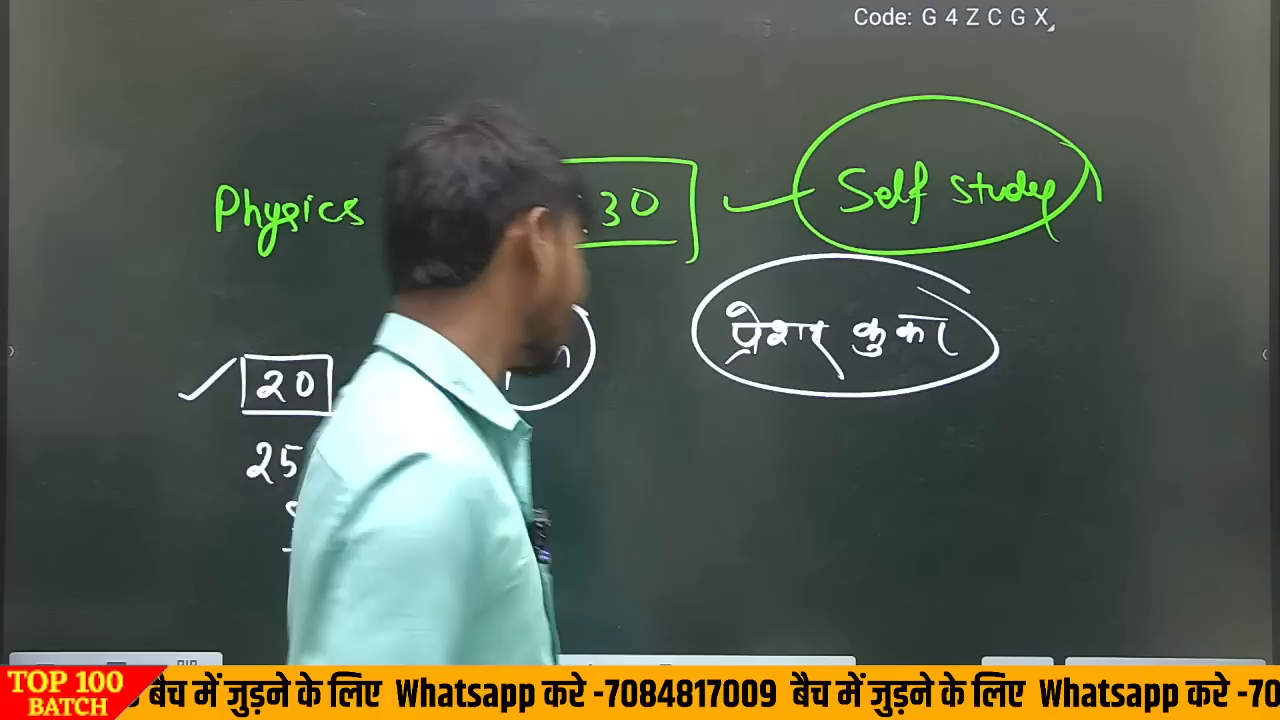 Code: G 4 Z C G X
Physics :30 Self study
प्रेशर कुकर
20
25
TOP 100 BATCH
बैच में जुड़ने के लिए Whatsapp करे -7084817009 बैच में जुड़ने के लिए Whatsapp करे -70